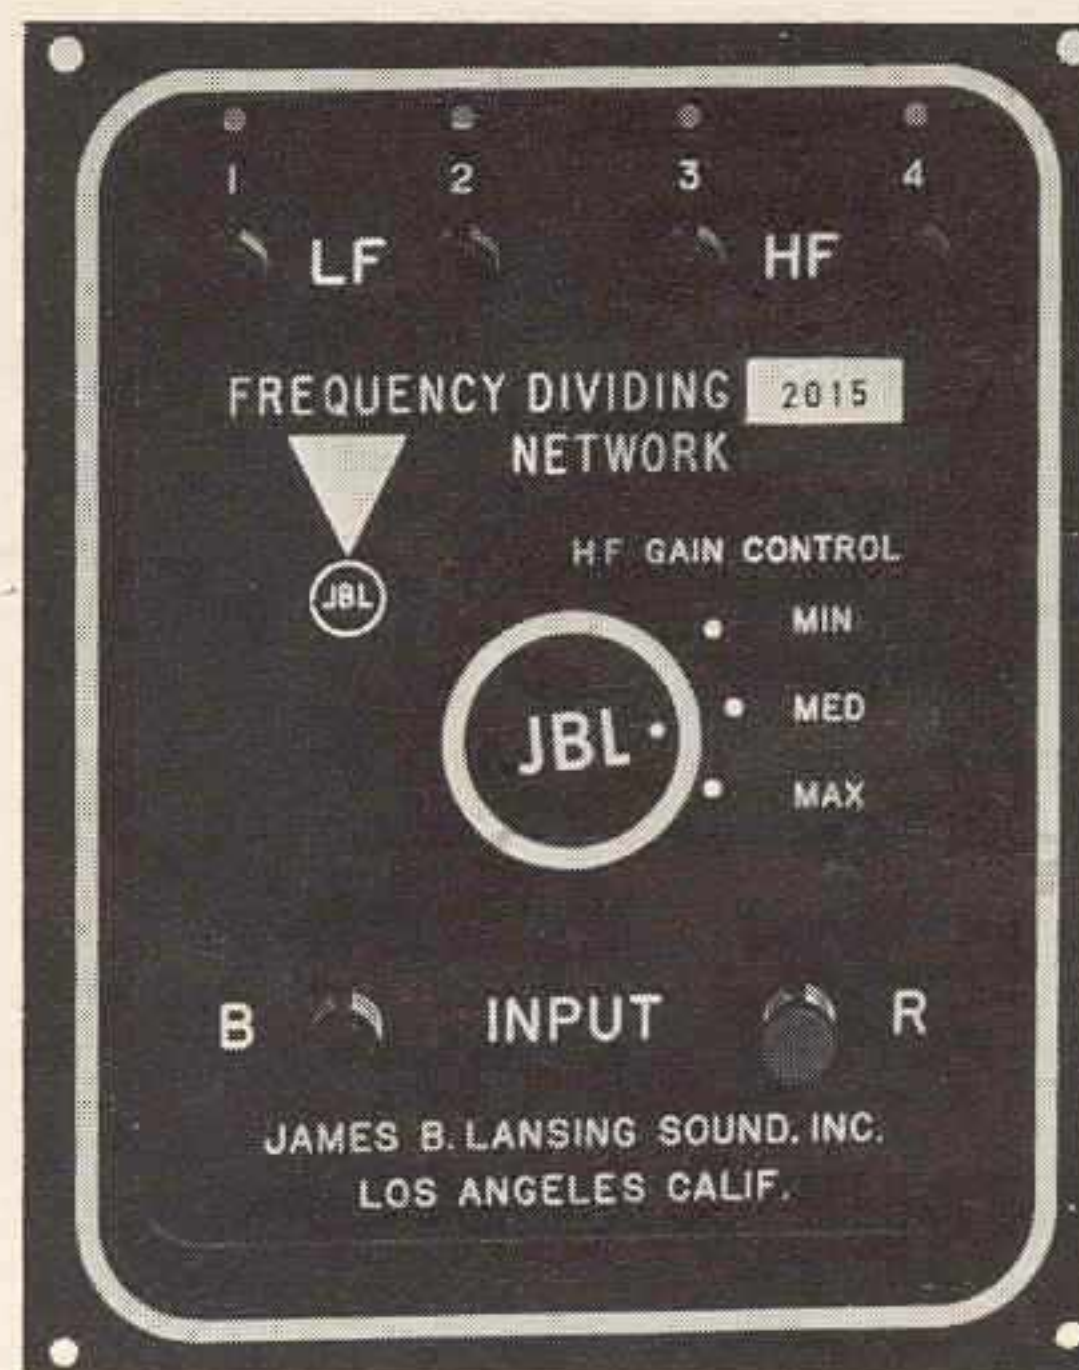 1 2 3 4
LF HF
FREQUENCY DIVIDING 2015
NETWORK
JBL
HF GAIN CONTROL
MIN
MED
JBL
MAX
B INPUT R
JAMES B. LANSING SOUND. INC.
LOS ANGELES CALIF.